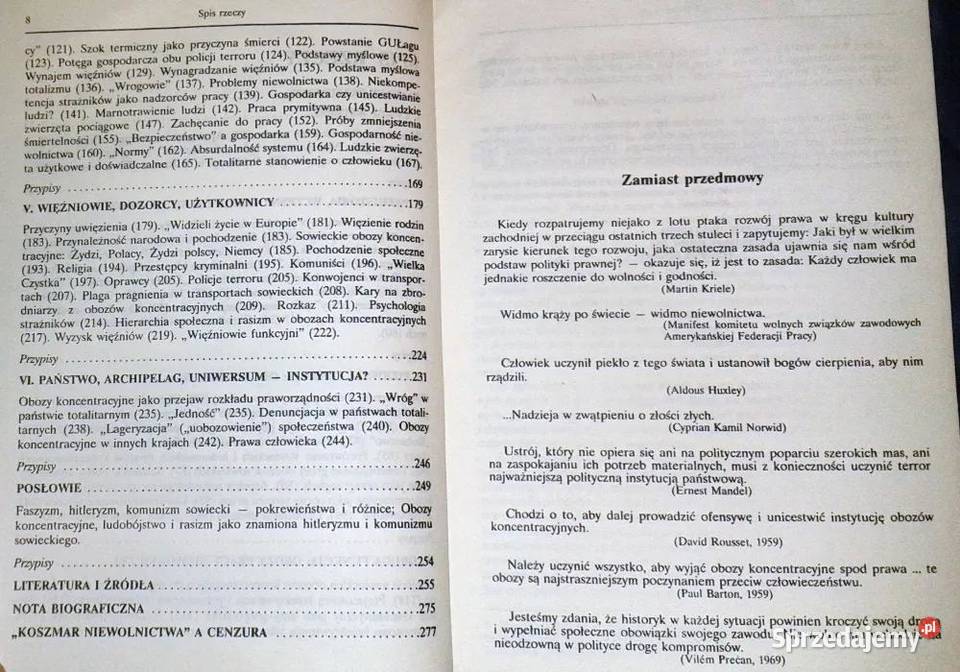 8
Spis rzeczy
cy" (121). Szok termiczny jako przyczyna śmierci (122). Powstanie GUŁagu
(123). Potęga gospodarcza obu policji terroru (124). Podstawy myślowe (125).
Wynajem więźniów (129). Wynagradzanie więźniów (135). Podstawa myślowa
totalizmu (136). „Wrogowie” (137). Problemy niewolnictwa (138). Niekompe-
tencja strażników jako nadzorców pracy (139). Gospodarka czy unicestwianie
ludzi? (141). Marnotrawienie ludzi (142). Praca prymitywna (145). Ludzkie
zwierzęta pociągowe (147). Zachęcanie do pracy (152). Próby zmniejszenia
śmiertelności (155). „Bezpieczeństwo” a gospodarka (159). Gospodarność nie-
wolnictwa (160). „Normy” (162). Absurdalność systemu (164). Ludzkie zwierzę-
ta użytkowe i doświadczalne (165). Totalitarne stanowienie o człowieku (167).
Przypisy ..........169
V. WIĘŹNIOWIE, DOZORCY, UŻYTKOWNICY ..........179
Przyczyny uwięzienia (179). „Widzieli życie w Europie” (181). Więzienie rodzin
(183). Przynależność narodowa i pochodzenie (183). Sowieckie obozy koncen-
tracyjne: Żydzi, Polacy, Żydzi polscy, Niemcy (185). Pochodzenie społeczne
(193). Religia (194). Przestępcy kryminalni (195). Komuniści (196). „Wielka
Czystka” (197). Oprawcy (205). Policje terroru (205). Konwojenci w transpor-
tach (207). Plaga pragnienia w transportach sowieckich (208). Kary na zbro-
dniarzy z obozów koncentracyjnych (209). Rozkaz (211). Psychologia
strażników (214). Hierarchia społeczna i rasizm w obozach koncentracyjnych
(217). Wyzysk więźniów (219). „Więźniowie funkcyjni” (222).
Przypisy ..........224
VI. PAŃSTWO, ARCHIPELAG, UNIWERSUM — INSTYTUCJA? ........231
Obozy koncentracyjne jako przejaw rozkładu praworządności (231). „Wróg” w
państwie totalitarnym (235). „Jedność” (235). Denuncjacja w państwach totali-
tarnych (238). „Lageryzacja” („uobozowienie”) społeczeństwa (240). Obozy
koncentracyjne w innych krajach (242). Prawa człowieka (244).
Przypisy ..........246
POSŁOWIE ..........249
Faszyzm, hitleryzm, komunizm sowiecki — pokrewieństwa i różnice; Obozy
koncentracyjne, ludobójstwo i rasizm jako znamiona hitleryzmu i komunizmu
sowieckiego.
Przypisy ..........254
LITERATURA I ŹRÓDŁA ..........255
NOTA BIOGRAFICZNA ..........275
„KOSZMAR NIEWOLNICTWA” A CENZURA ..........277
Zamiast przedmowy
Kiedy rozpatrujemy niejako z lotu ptaka rozwój prawa w kręgu kultury
zachodniej w przeciągu ostatnich trzech stuleci i zapytujemy: Jaki był w wielkim
zarysie kierunek tego rozwoju, jaka ostateczna zasada ujawnia się nam wśród
podstaw polityki prawnej? — okazuje się, iż jest to zasada: Każdy człowiek ma
jednakie roszczenie do wolności i godności.
(Martin Kriele)
Widmo krąży po świecie — widmo niewolnictwa.
(Manifest komitetu wolnych związków zawodowych
Amerykańskiej Federacji Pracy)
Człowiek uczynił piekło z tego świata i ustanowił bogów cierpienia, aby nim
rządzili.
(Aldous Huxley)
...Nadzieja w zwątpieniu o złości złych.
(Cyprian Kamil Norwid)
Ustrój, który nie opiera się ani na politycznym poparciu szerokich mas, ani
na zaspokajaniu ich potrzeb materialnych, musi z konieczności uczynić terror
najważniejszą polityczną instytucją państwową.
(Ernest Mandel)
Chodzi o to, aby dalej prowadzić ofensywę i unicestwić instytucję obozów
koncentracyjnych.
(David Rousset, 1959)
Należy uczynić wszystko, aby wyjąć obozy koncentracyjne spod prawa ... te
obozy są najstraszniejszym poczynaniem przeciw człowieczeństwu.
(Paul Barton, 1959)
Jesteśmy zdania, że historyk w każdej sytuacji powinien kroczyć swoją drogą
i wypełniać społeczne obowiązki swojego zawodu
nieodzowną w polityce drogę kompromisów.
(Vilém Prečan, 1969)
Sprzedajemy.pl